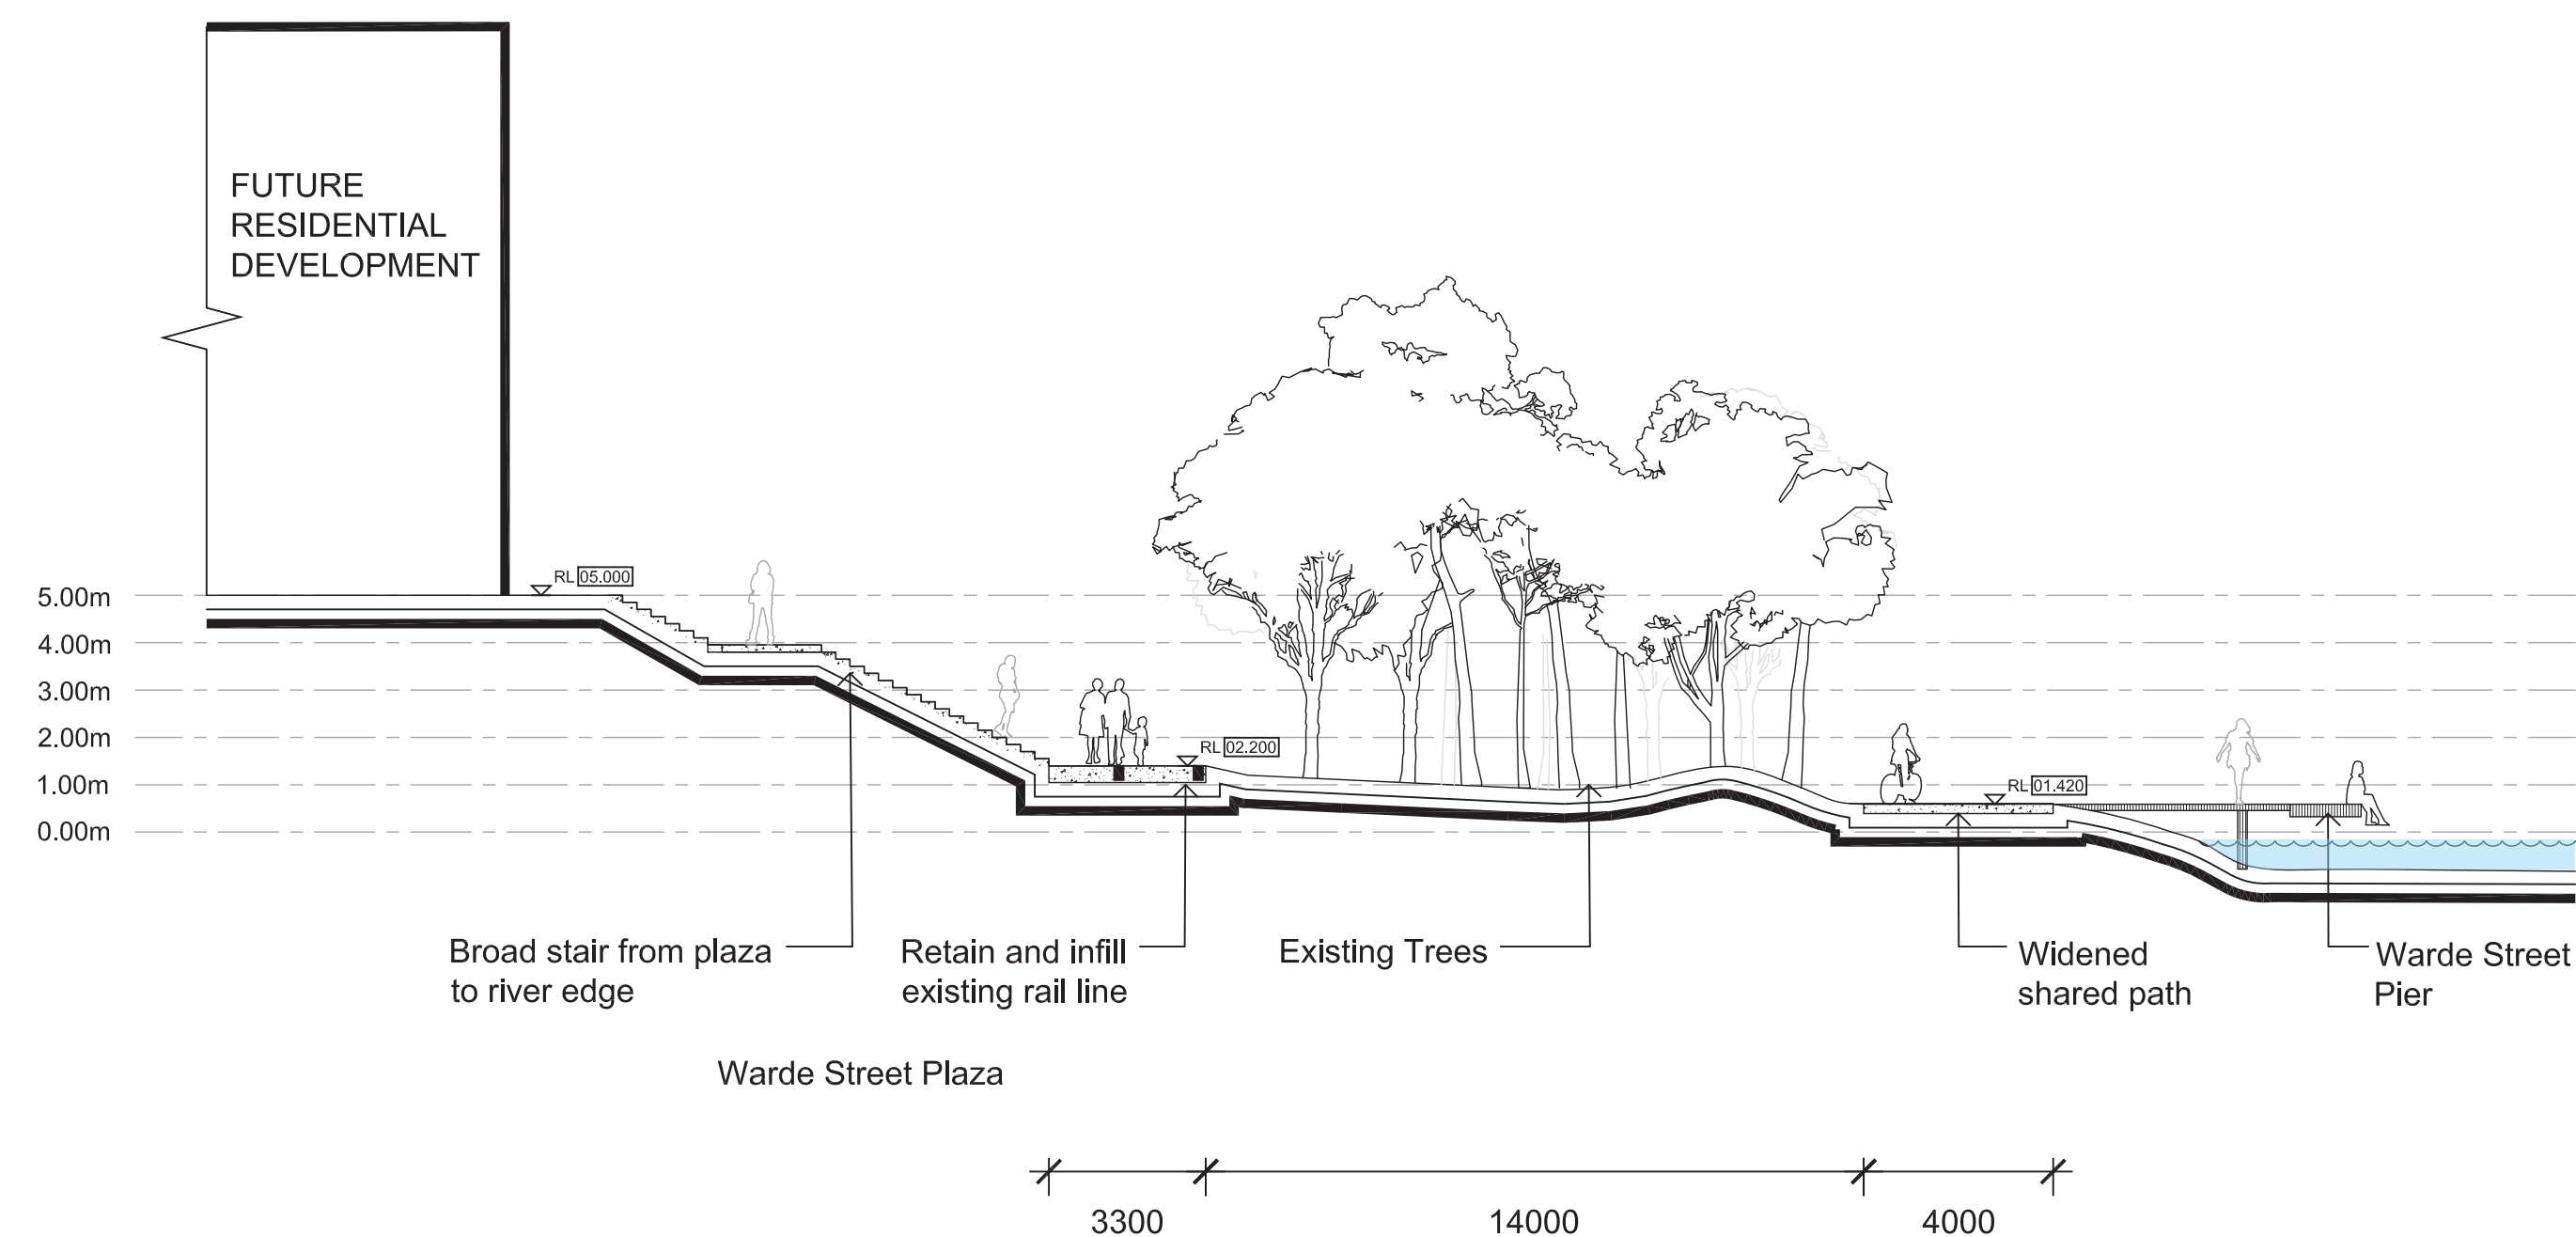 FUTURE
RESIDENTIAL
DEVELOPMENT
RL 05.000
5.00m
4.00m
3.00m
2.00m
1.00m
0.00m
RL 02.200
RL 01.420
Broad stair from plaza
to river edge
Retain and infill
existing rail line
Existing Trees
Widened
shared path
Warde Street
Pier
Warde Street Plaza
3300
14000
4000